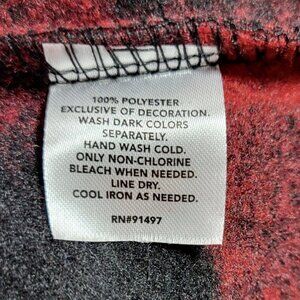 100% POLYESTER
EXCLUSIVE OF DECORATION.
WASH DARK COLORS
SEPARATELY.
HAND WASH COLD.
ONLY NON-CHLORINE
BLEACH WHEN NEEDED.
LINE DRY.
COOL IRON AS NEEDED.
RN#91497